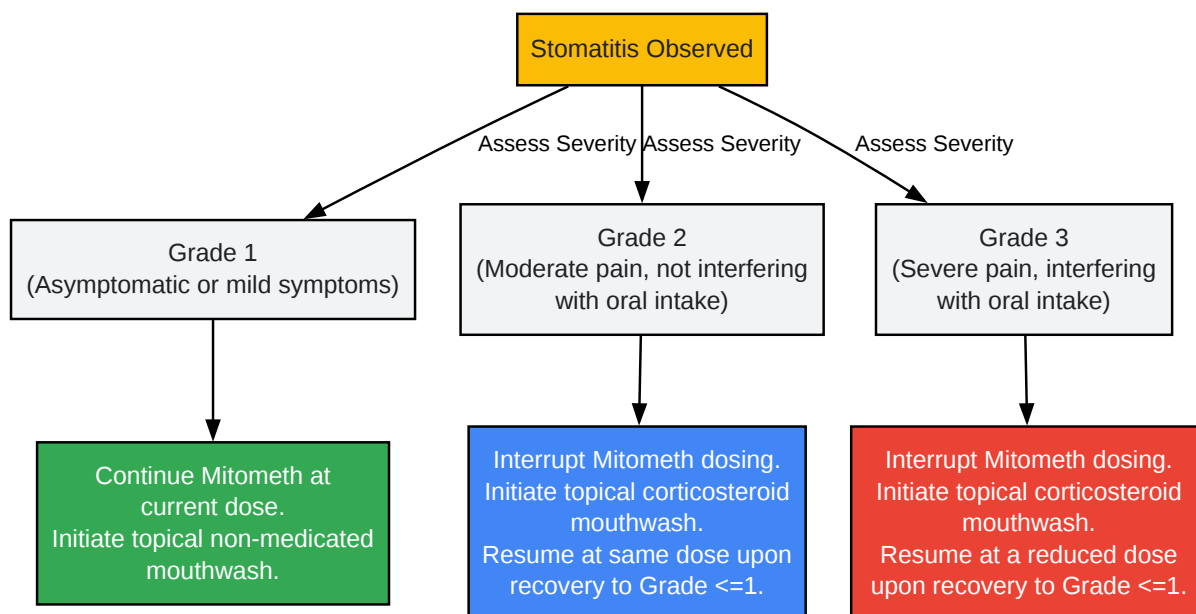 Stomatitis Observed
Assess Severity
Assess Severity
Assess Severity
Grade 1
(Asymptomatic or mild symptoms)
Grade 2
(Moderate pain, not interfering
with oral intake)
Grade 3
(Severe pain, interfering
with oral intake)
Continue Mitometh at
current dose.
Initiate topical non-medicated
mouthwash.
Interrupt Mitometh dosing.
Initiate topical corticosteroid
mouthwash.
Resume at same dose upon
recovery to Grade <=1.
Interrupt Mitometh dosing.
Initiate topical corticosteroid
mouthwash.
Resume at a reduced dose
upon recovery to Grade <=1.